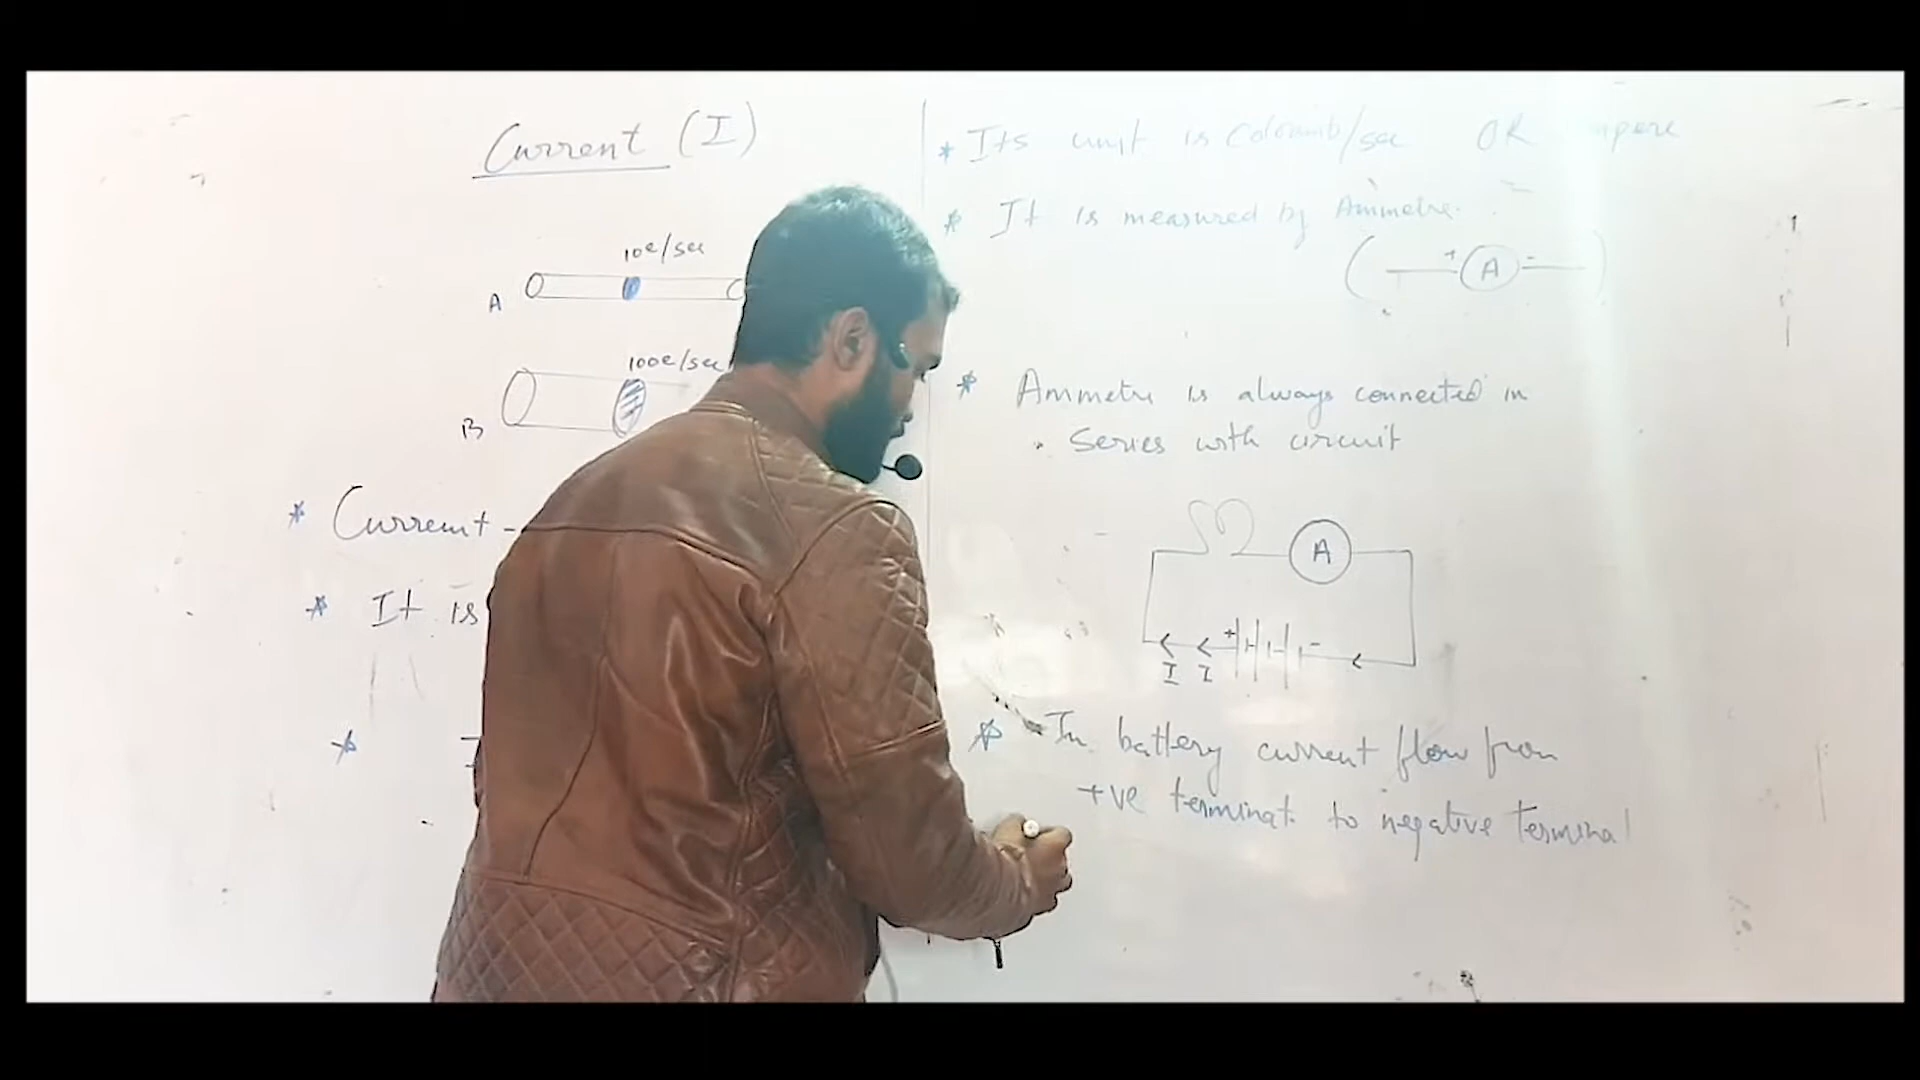 Current (I)
10e/sec
A
100e/sec
B
* Current -
* It is
*
* Its unit is Coloumb/sec OR mpere
* It is measured by Ammetre.
( + A - )
* Ammetre is always connected in
series with circuit
A
+ -
I I
* In battery current flow from
+ve terminal to negative terminal